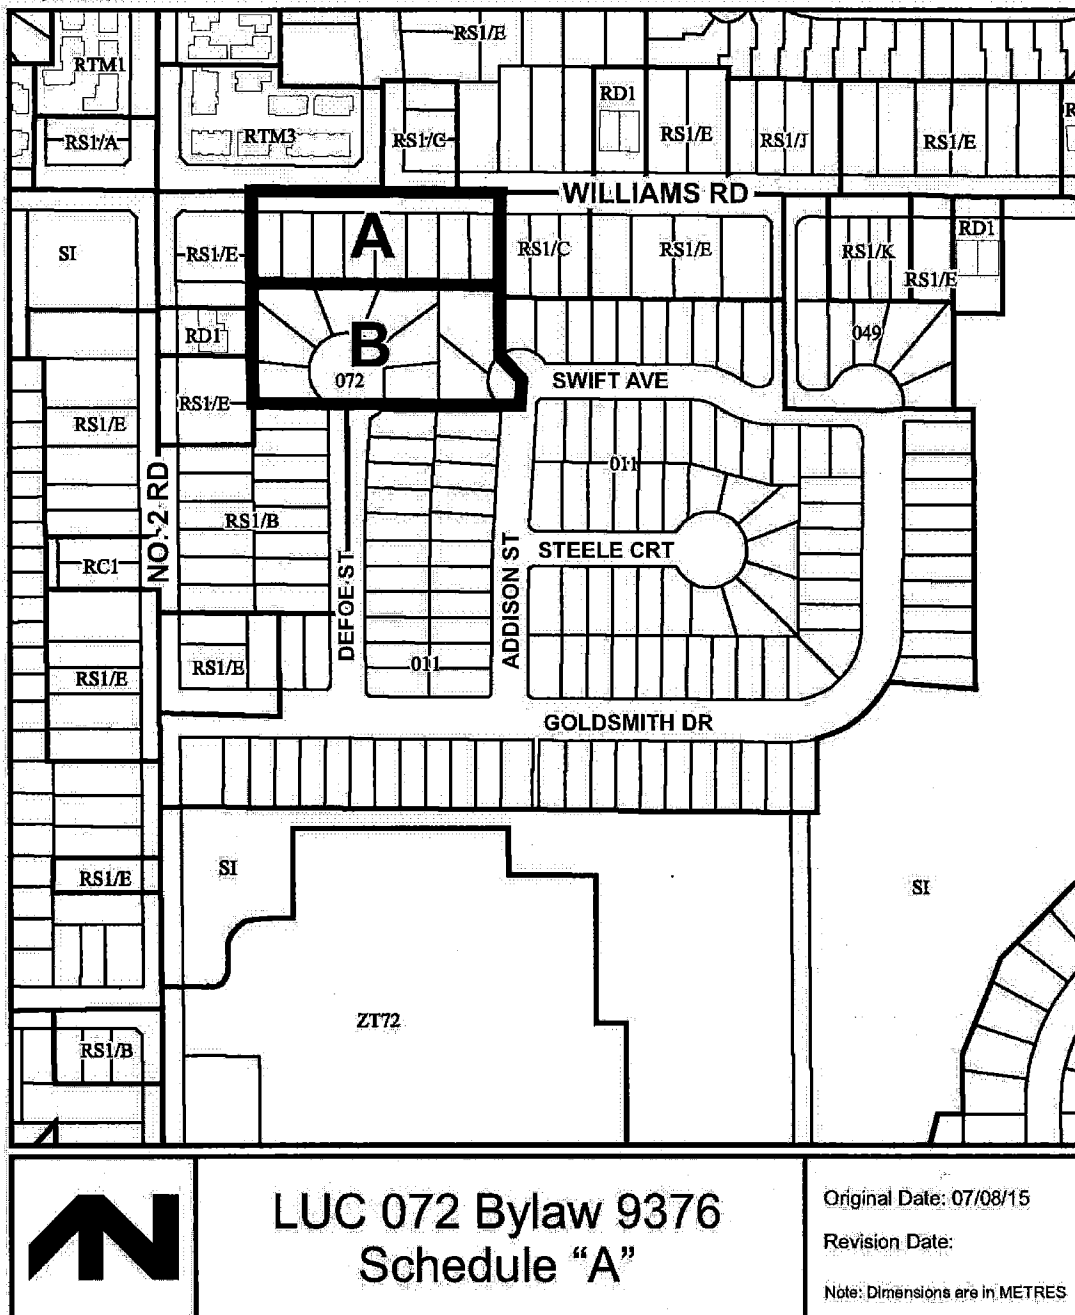 RS1/E
RTM1
RD1
RTM3
RS1/A
RS1/C
RS1/E
RS1/J
RS1/E
WILLIAMS RD
A
SI
RS1/E
RS1/C
RS1/E
RS1/K
RD1
RS1/E
B
RD1
049
072
SWIFT AVE
RS1/E
RS1/E
011
NO. 2 RD
RS1/B
STEELE CRT
RC1
DEFOE ST
ADDISON ST
RS1/E
011
RS1/E
GOLDSMITH DR
SI
RS1/E
SI
ZT72
RS1/B
LUC 072 Bylaw 9376
Schedule “A”
Original Date: 07/08/15
Revision Date:
Note: Dimensions are in METRES